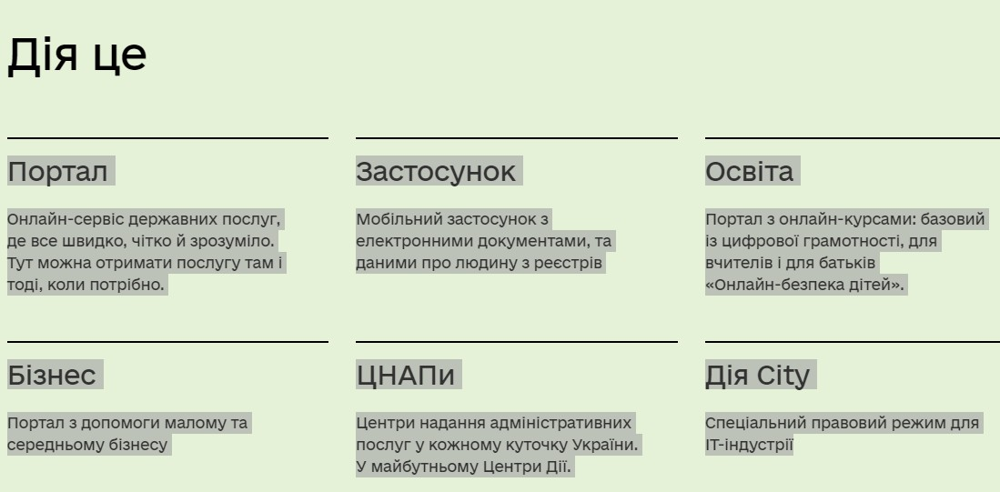 Дія це
Портал
Онлайн-сервіс державних послуг,
де все швидко, чітко й зрозуміло.
Тут можна отримати послугу там і
тоді, коли потрібно.
Застосунок
Мобільний застосунок з
електронними документами, та
даними про людину з реєстрів
Освіта
Портал з онлайн-курсами: базовий
із цифрової грамотності, для
вчителів і для батьків
«Онлайн-безпека дітей».
Бізнес
Портал з допомоги малому та
середньому бізнесу
ЦНАПи
Центри надання адміністративних
послуг у кожному куточку України.
У майбутньому Центри Дії.
Дія City
Спеціальний правовий режим для
ІТ-індустрії